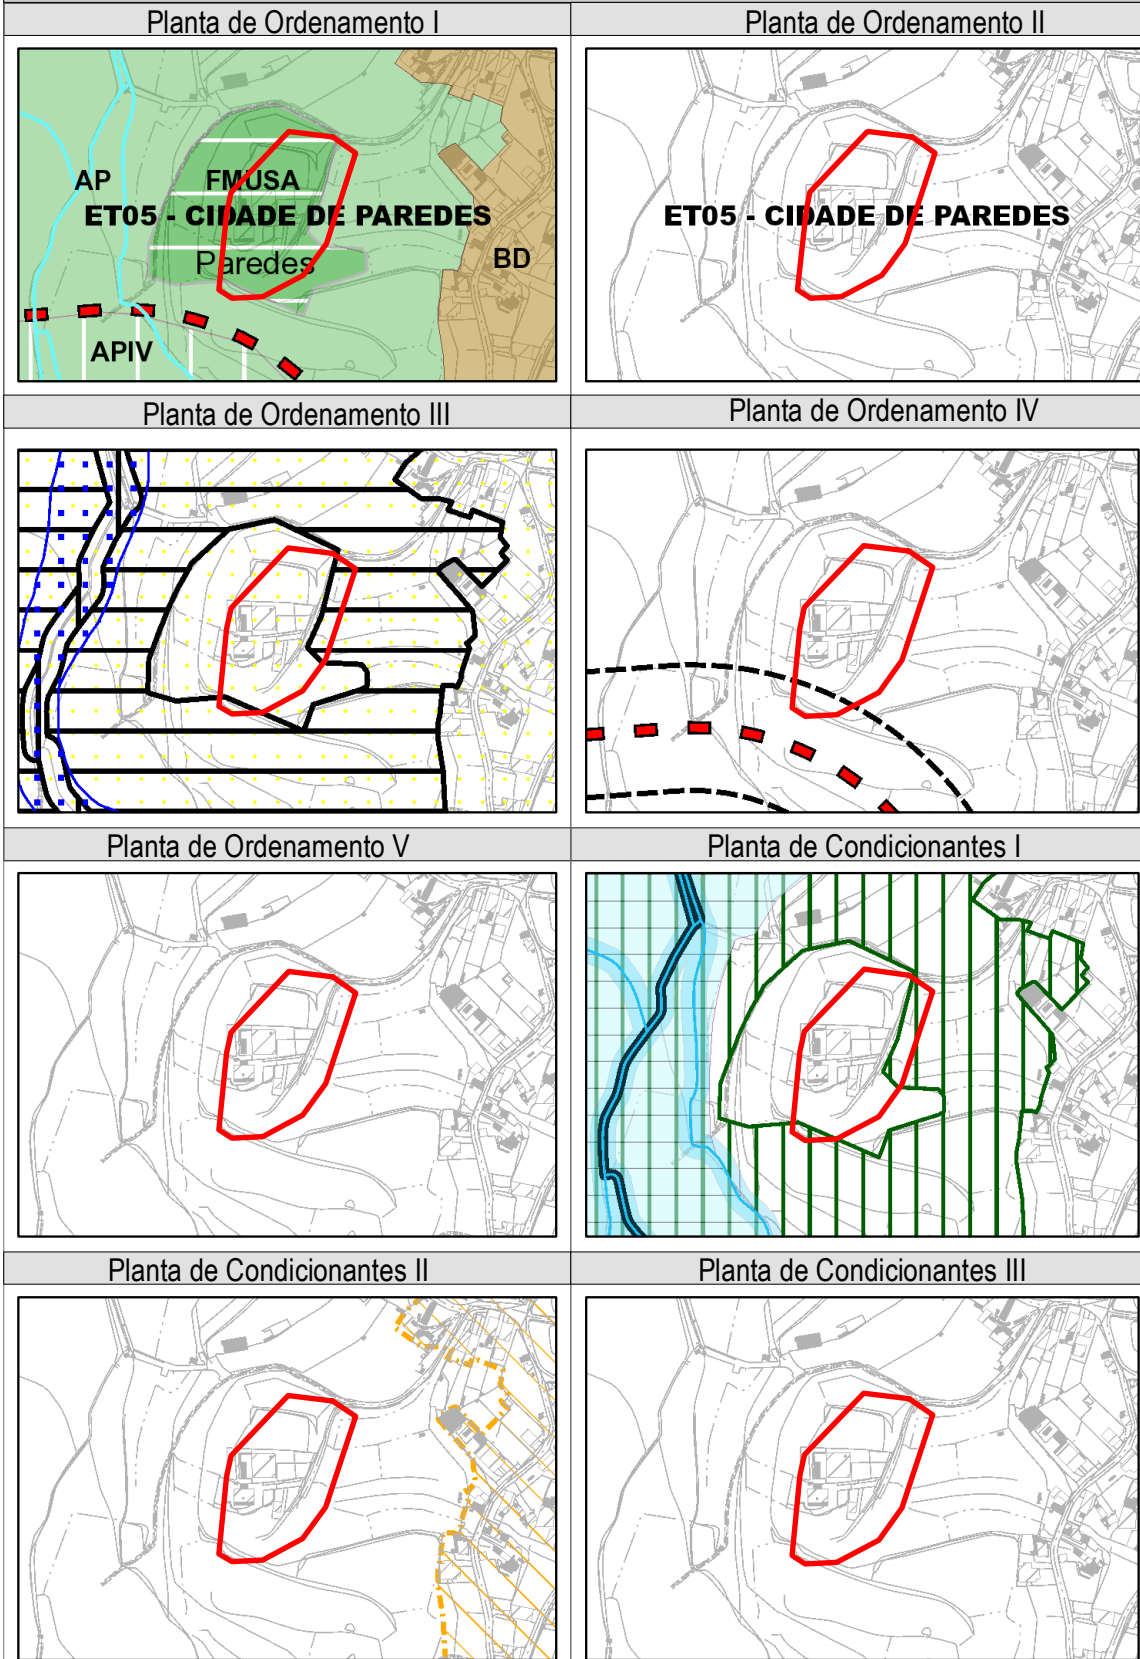 Planta de Ordenamento I
Planta de Ordenamento II
AP
FMUSA
ET05 - CIDADE DE PAREDES
Paredes
BD
APIV
ET05 - CIDADE DE PAREDES
Planta de Ordenamento III
Planta de Ordenamento IV
Planta de Ordenamento V
Planta de Condicionantes I
Planta de Condicionantes II
Planta de Condicionantes III